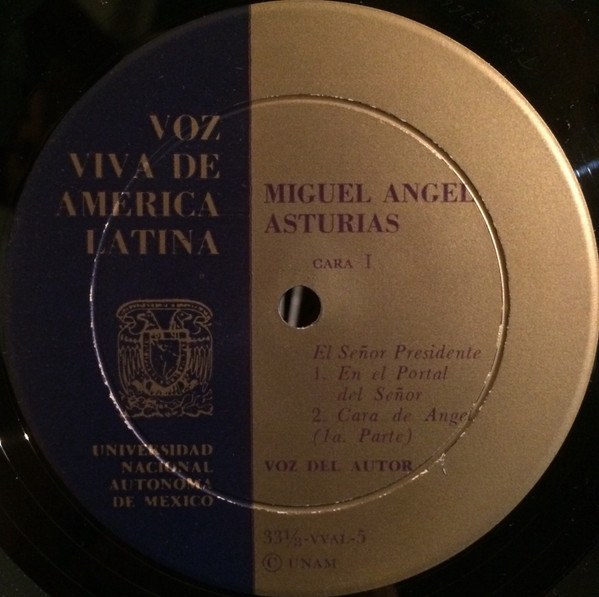 VOZ
VIVA DE
AMERICA
LATINA
UNIVERSIDAD
NACIONAL
AUTONOMA
DE MEXICO
MIGUEL ANGEL
ASTURIAS
CARA I
El Señor Presidente
1. En el Portal
del Señor
2. Cara de Angel
(1a. Parte)
VOZ DEL AUTOR
33⅓-VVAL-5
© UNAM